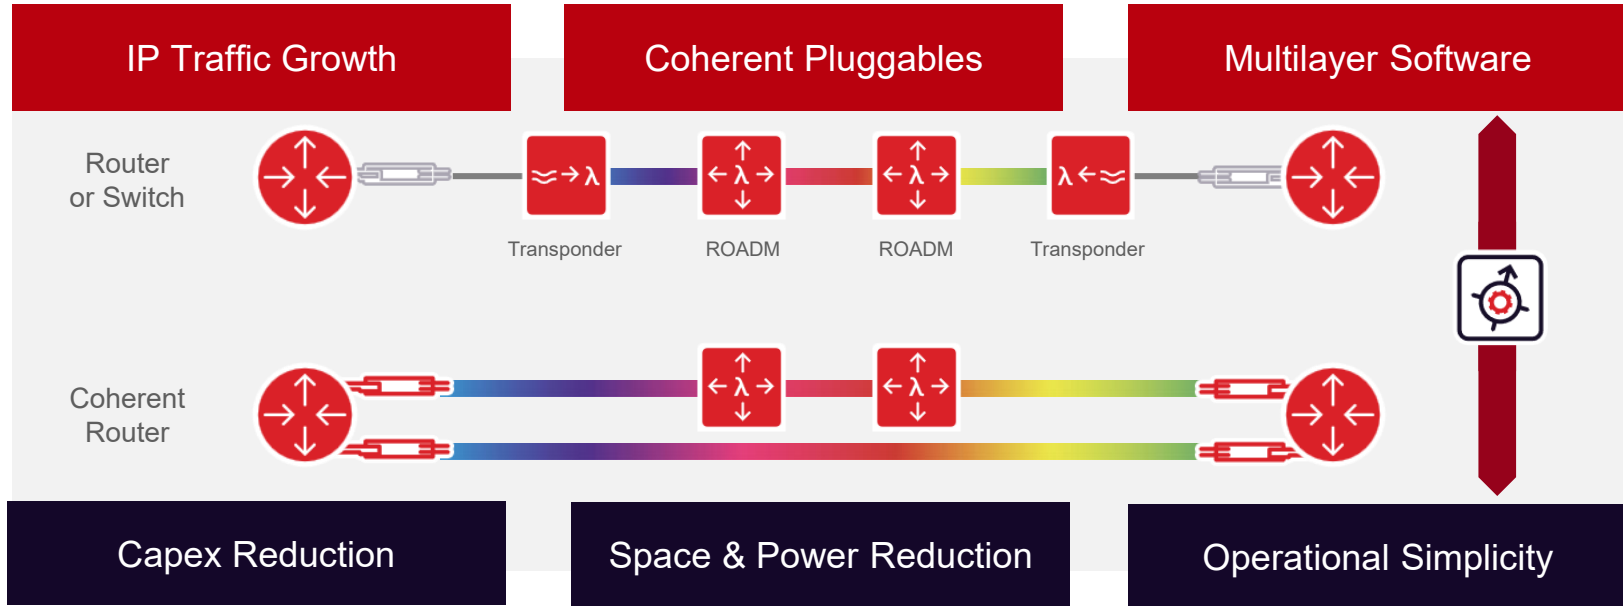 IP Traffic Growth
Coherent Pluggables
Multilayer Software
Router
or Switch
λ
λ
λ
λ
Transponder
ROADM
ROADM
Transponder
Coherent
Router
λ
λ
Capex Reduction
Space & Power Reduction
Operational Simplicity